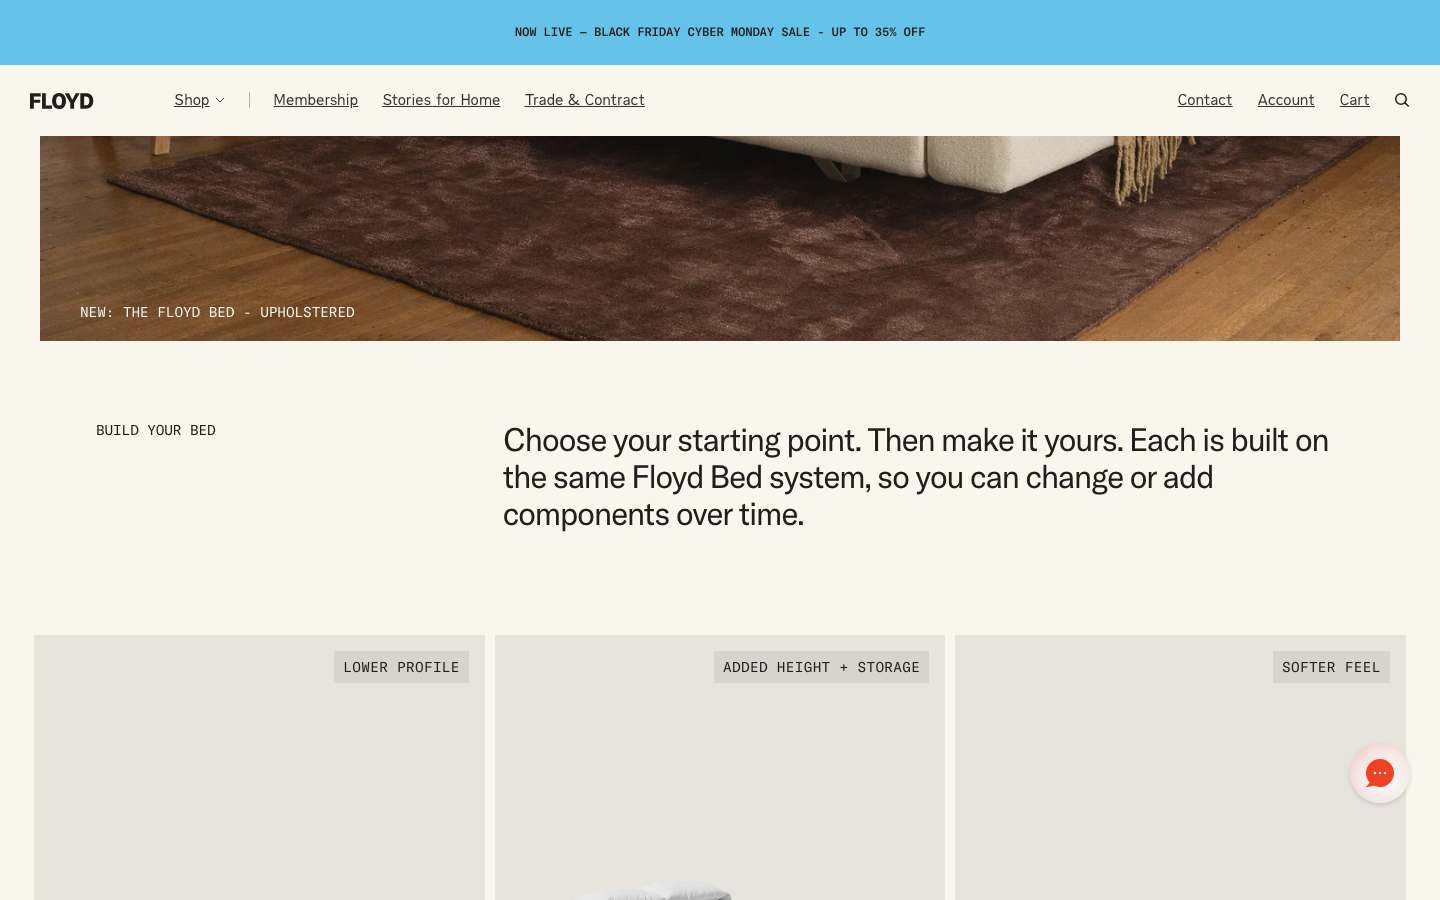 NOW LIVE — BLACK FRIDAY CYBER MONDAY SALE - UP TO 35% OFF
FLOYD
Shop
Membership
Stories for Home
Trade & Contract
Contact
Account
Cart
NEW: THE FLOYD BED - UPHOLSTERED
BUILD YOUR BED
Choose your starting point. Then make it yours. Each is built on
the same Floyd Bed system, so you can change or add
components over time.
LOWER PROFILE
ADDED HEIGHT + STORAGE
SOFTER FEEL